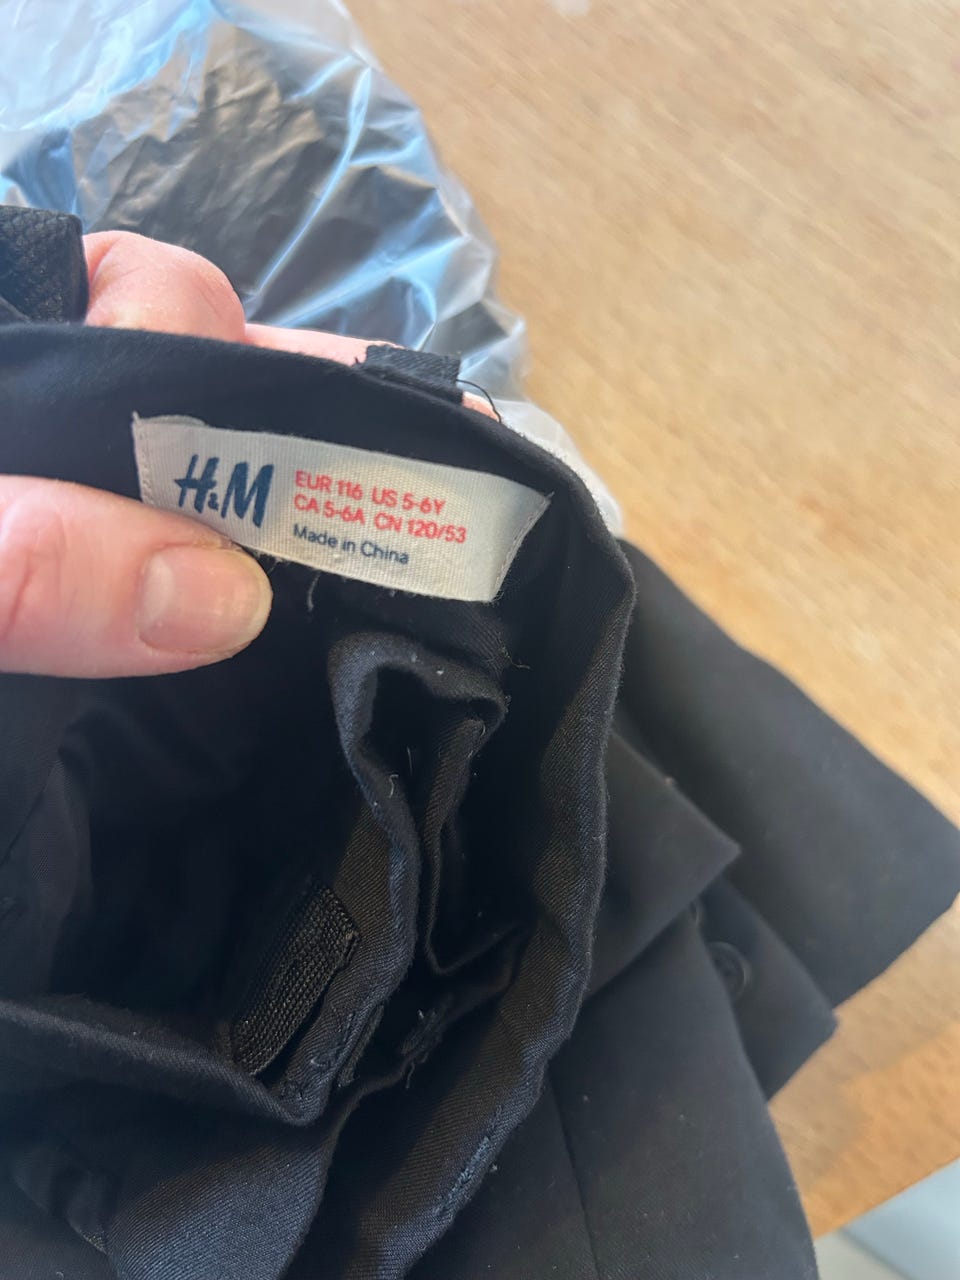 H&M
EUR 116 US 5-6Y
CA 5-6A CN 120/53
Made in China